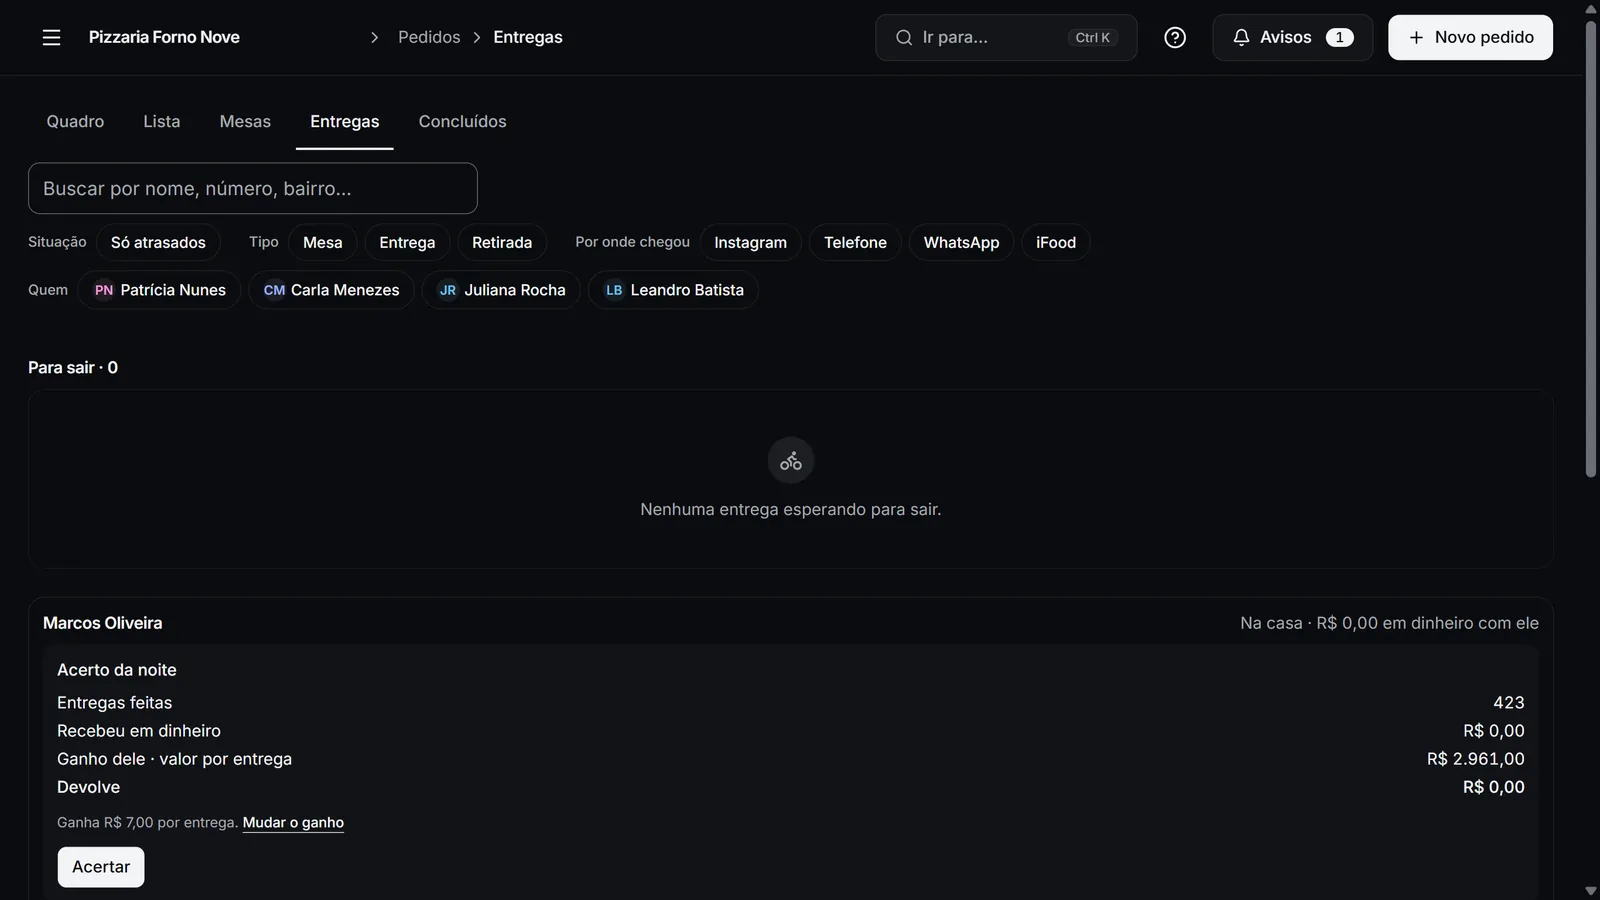 Pizzaria Forno Nove
Pedidos
Entregas
Ir para...
Ctrl K
Avisos
1
Novo pedido
Quadro
Lista
Mesas
Entregas
Concluídos
Buscar por nome, número, bairro...
Situação
Só atrasados
Tipo
Mesa
Entrega
Retirada
Por onde chegou
Instagram
Telefone
WhatsApp
iFood
Quem
PN Patrícia Nunes
CM Carla Menezes
JR Juliana Rocha
LB Leandro Batista
Para sair · 0
Nenhuma entrega esperando para sair.
Marcos Oliveira
Na casa · R$ 0,00 em dinheiro com ele
Acerto da noite
Entregas feitas
423
Recebeu em dinheiro
R$ 0,00
Ganho dele · valor por entrega
R$ 2.961,00
Devolve
R$ 0,00
Ganha R$ 7,00 por entrega. Mudar o ganho
Acertar